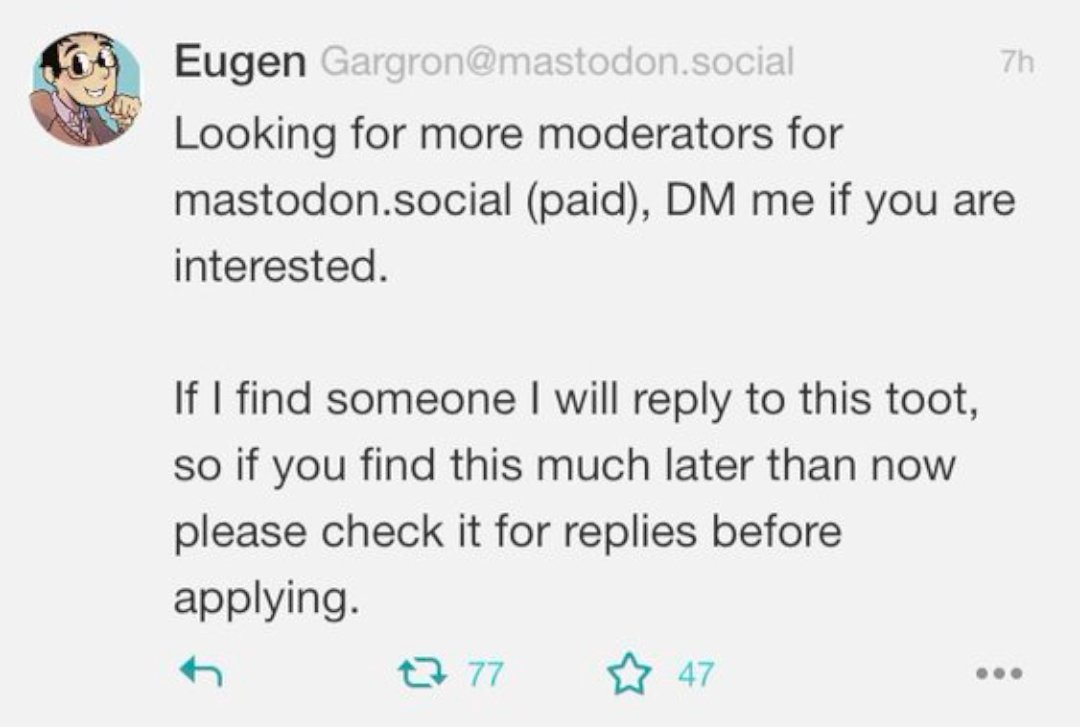 Eugen Gargron@mastodon.social 7h
Looking for more moderators for
mastodon.social (paid), DM me if you are
interested.
If I find someone I will reply to this toot,
so if you find this much later than now
please check it for replies before
applying.
77 47